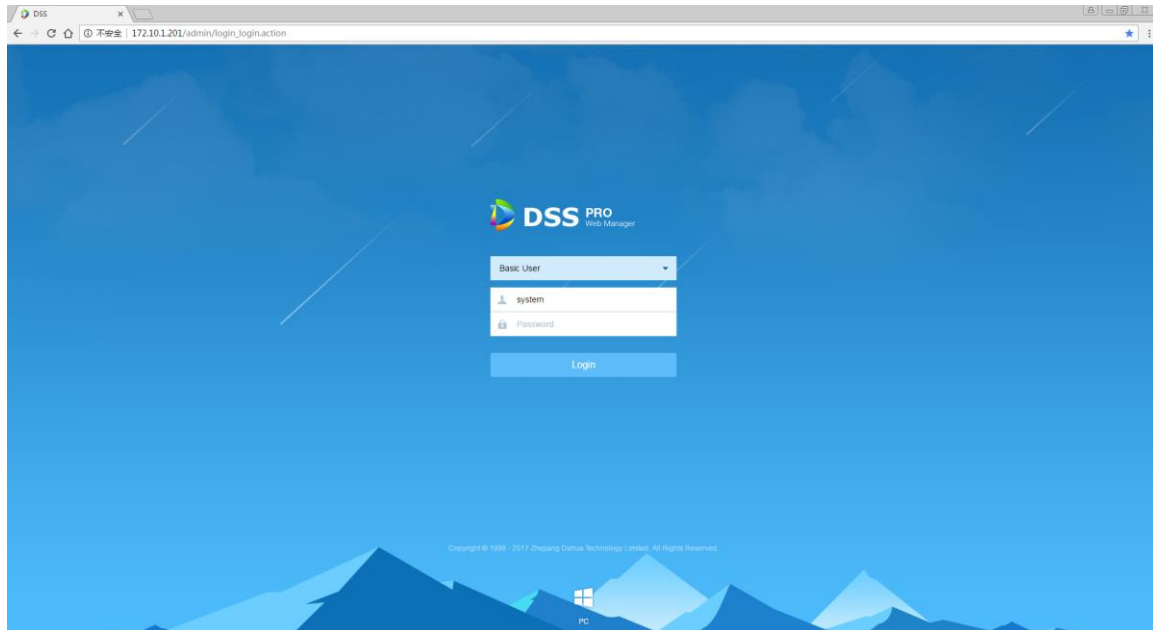 DSS
不安全 | 172.10.1.201/admin/login_login.action
DSS PRO
Web Manager
Basic User
system
Password
Login
Copyright © 1998 - 2017 Zhejiang Dahua Technology Limited. All Rights Reserved.
PC